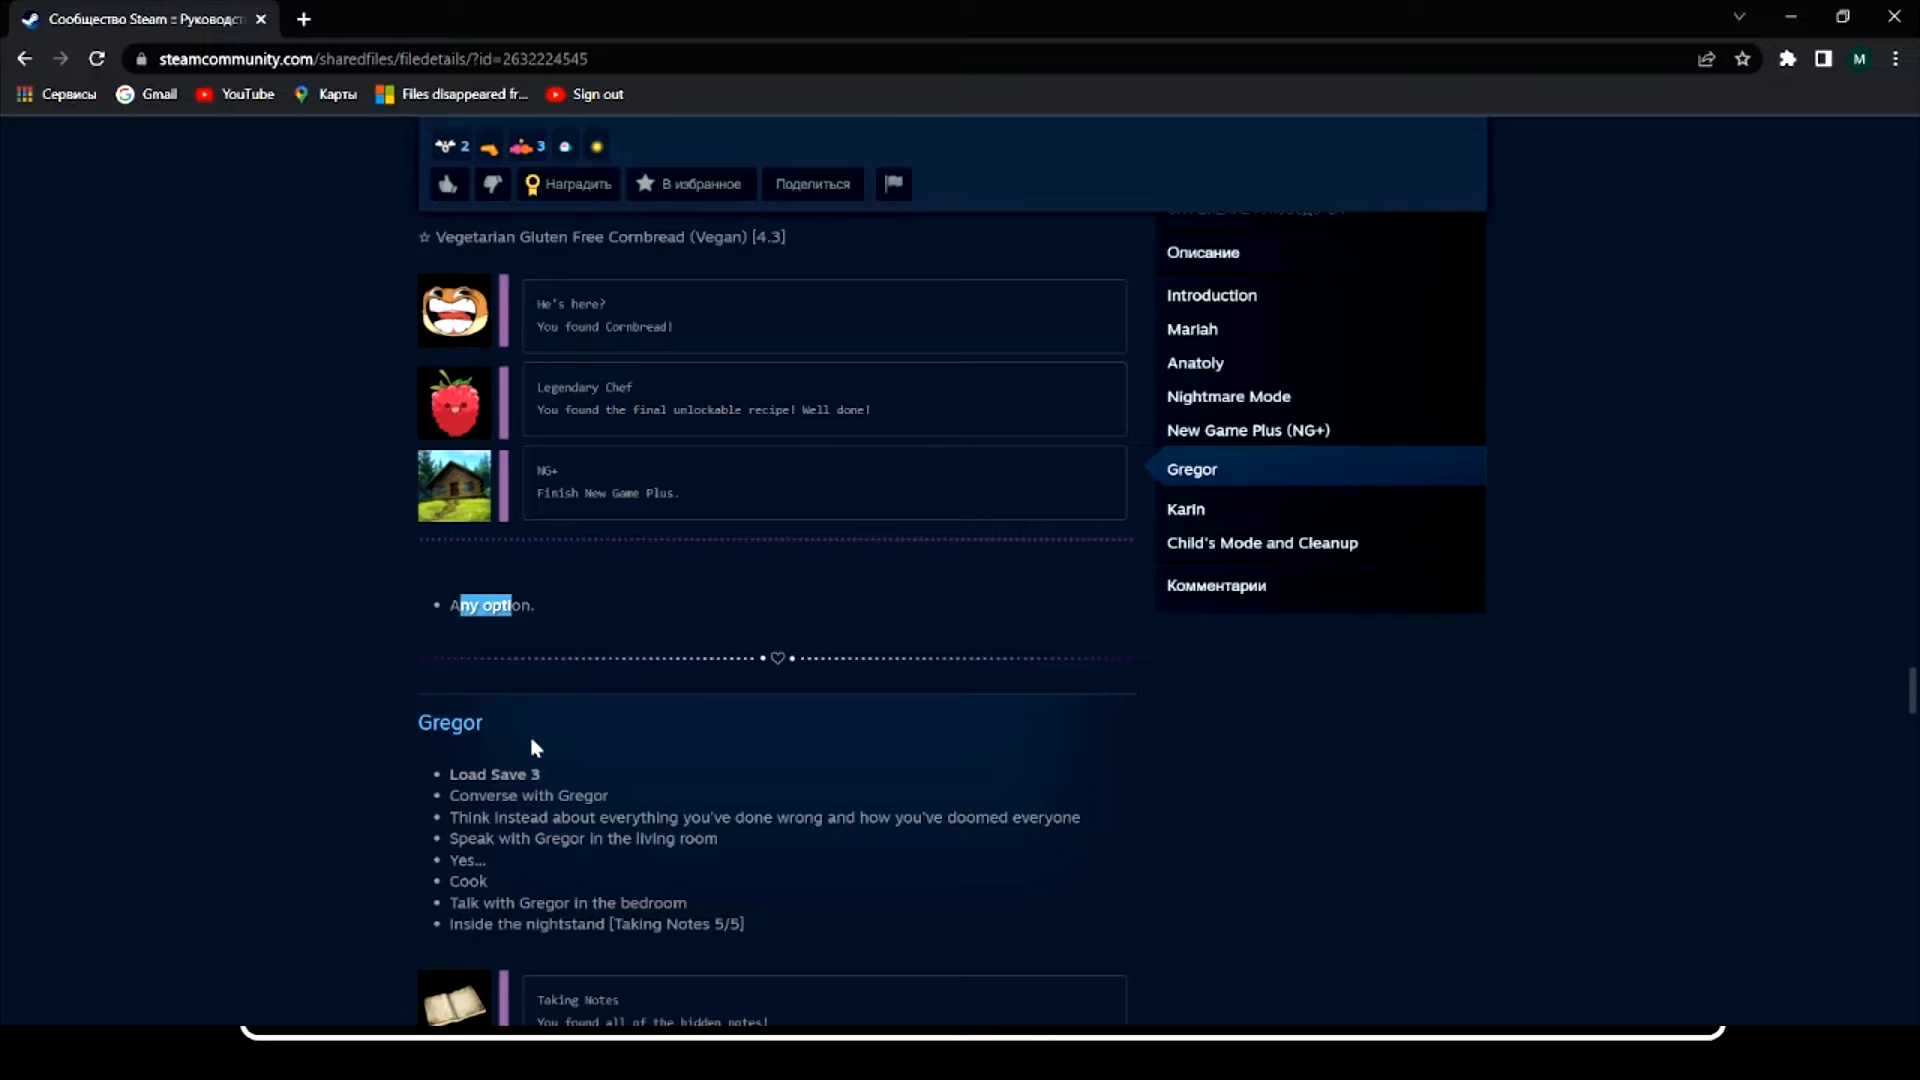 Сообщество Steam :: Руководст
steamcommunity.com/sharedfiles/filedetails/?id=2632224545
M
Сервисы
Gmail
YouTube
Карты
Files disappeared fr...
Sign out
2
3
Наградить
В избранное
Поделиться
☆ Vegetarian Gluten Free Cornbread (Vegan) [4.3]
He's here?
You found Cornbread!
Legendary Chef
You found the final unlockable recipe! Well done!
NG+
Finish New Game Plus.
• Any option.
Gregor
• Load Save 3
• Converse with Gregor
• Think instead about everything you've done wrong and how you've doomed everyone
• Speak with Gregor in the living room
• Yes...
• Cook
• Talk with Gregor in the bedroom
• Inside the nightstand [Taking Notes 5/5]
Taking Notes
You found all of the hidden notes!
Описание
Introduction
Mariah
Anatoly
Nightmare Mode
New Game Plus (NG+)
Gregor
Karin
Child's Mode and Cleanup
Комментарии